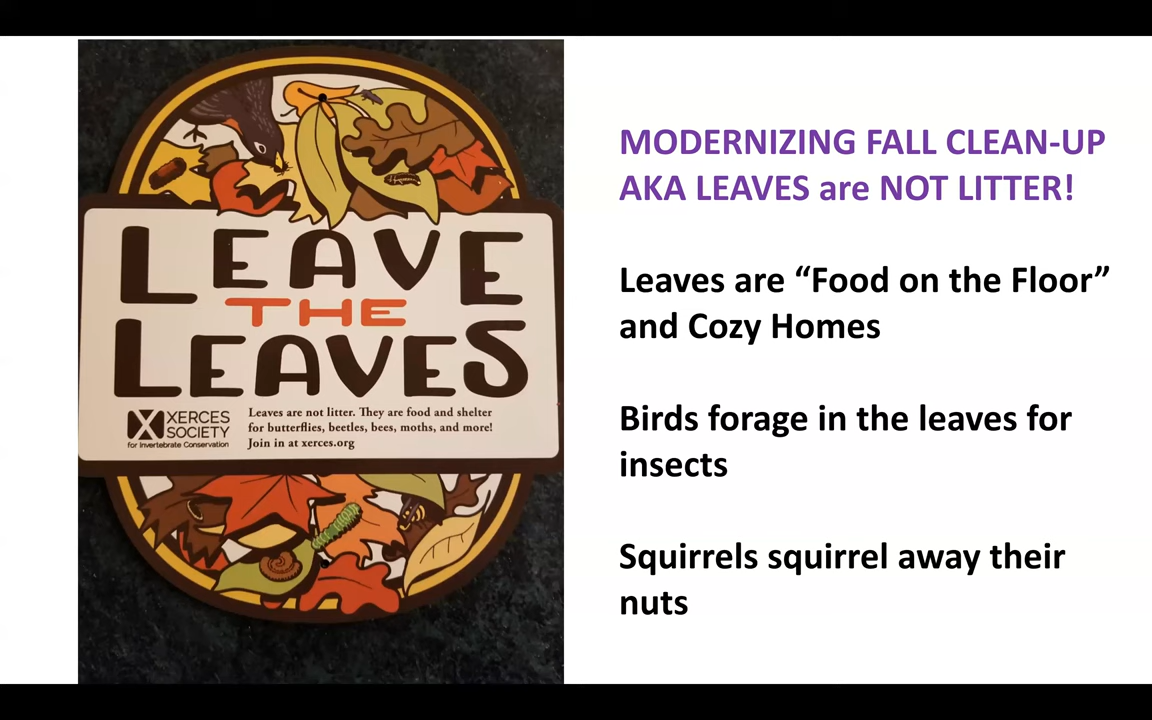 LEAVE
THE
LEAVES
XERCES
SOCIETY
for Invertebrate Conservation
Leaves are not litter. They are food and shelter
for butterflies, beetles, bees, moths, and more!
Join in at xerces.org
MODERNIZING FALL CLEAN-UP
AKA LEAVES are NOT LITTER!
Leaves are “Food on the Floor”
and Cozy Homes
Birds forage in the leaves for
insects
Squirrels squirrel away their
nuts